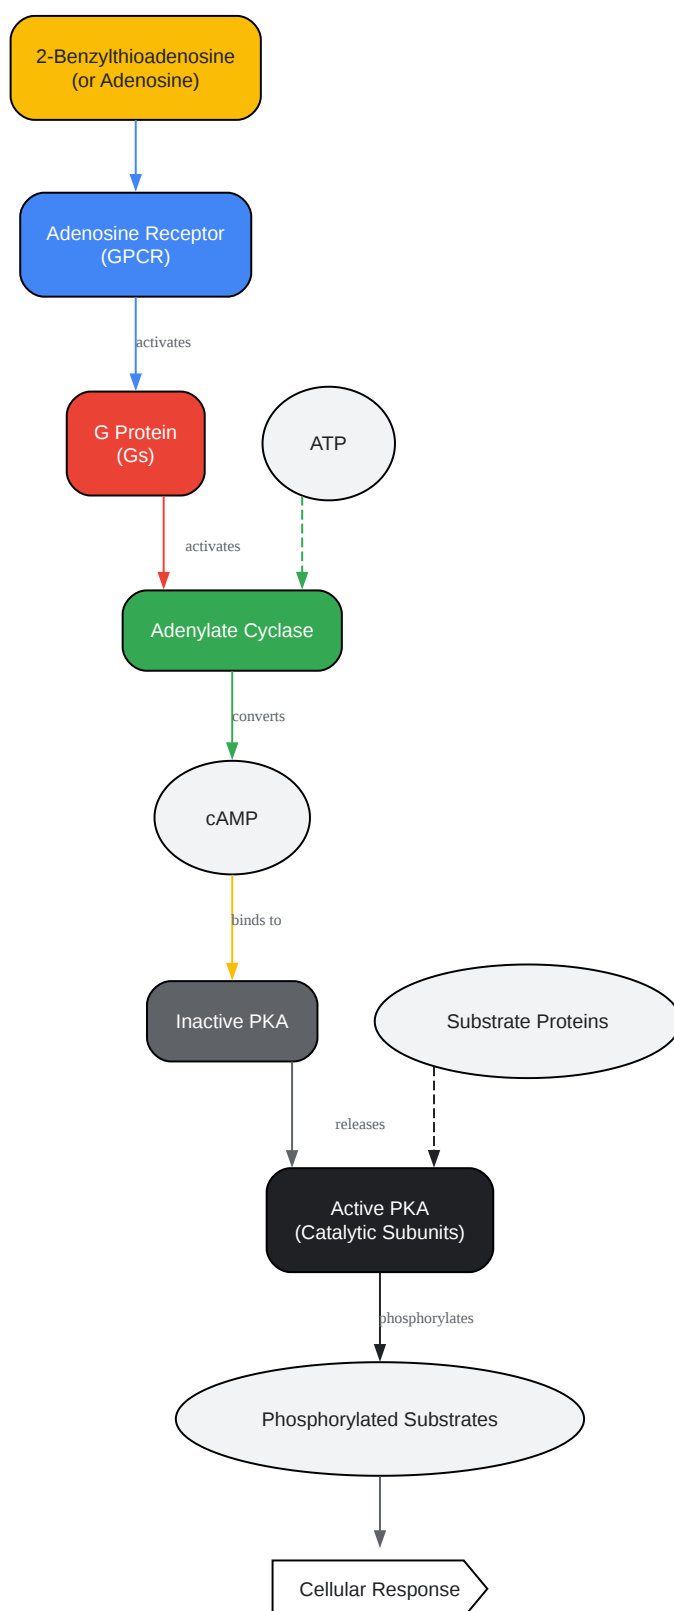 2-Benzylthioadenosine
(or Adenosine)
Adenosine Receptor
(GPCR)
activates
G Protein
(Gs)
ATP
activates
Adenylate Cyclase
converts
cAMP
binds to
Inactive PKA
Substrate Proteins
releases
Active PKA
(Catalytic Subunits)
phosphorylates
Phosphorylated Substrates
Cellular Response